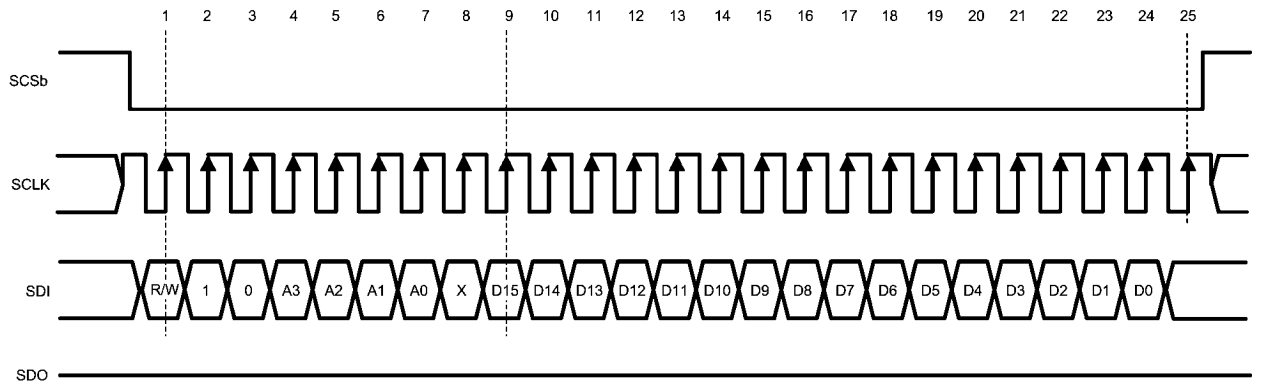 1 2 3 4 5 6 7 8 9 10 11 12 13 14 15 16 17 18 19 20 21 22 23 24 25
SCSb
SCLK
SDI R/W 1 0 A3 A2 A1 A0 X D15 D14 D13 D12 D11 D10 D9 D8 D7 D6 D5 D4 D3 D2 D1 D0
SDO